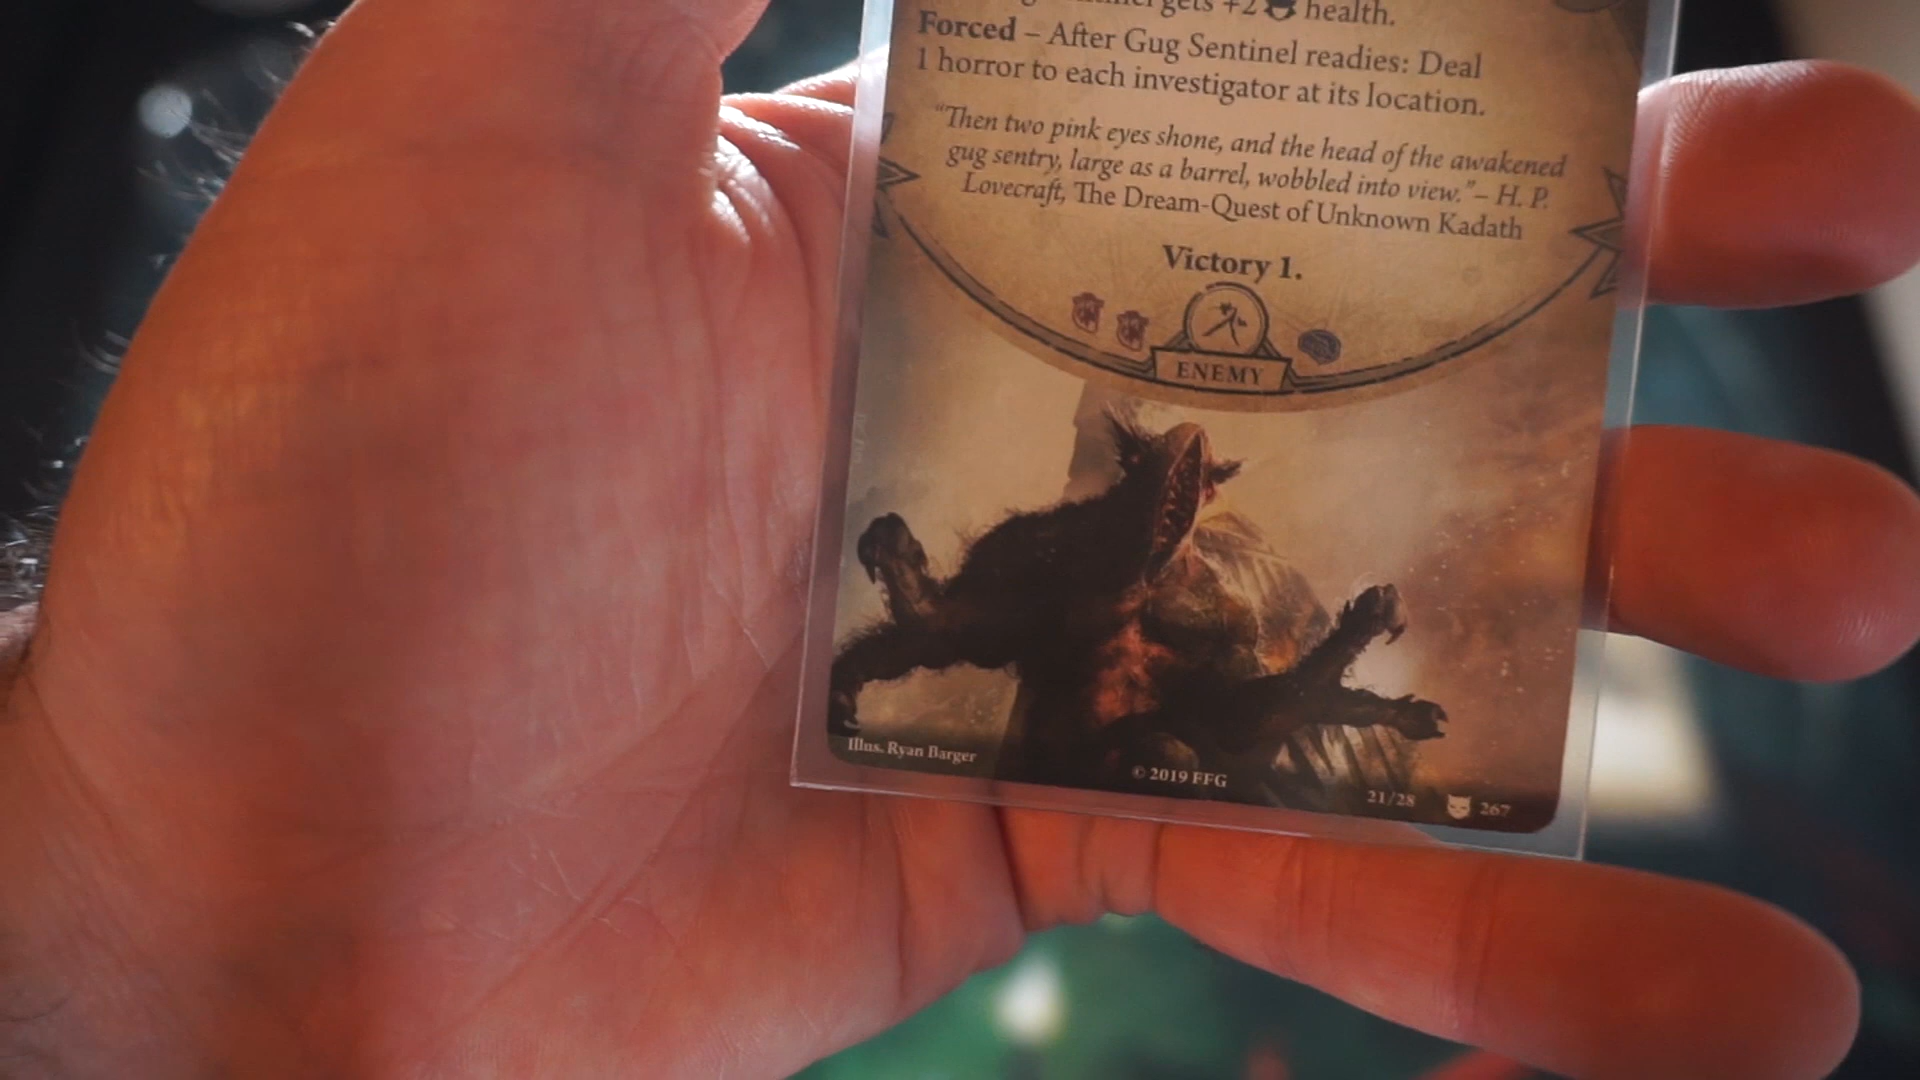 gets +2 health.
Forced – After Gug Sentinel readies: Deal
1 horror to each investigator at its location.
“Then two pink eyes shone, and the head of the awakened
gug sentry, large as a barrel, wobbled into view.” – H. P.
Lovecraft, The Dream-Quest of Unknown Kadath
Victory 1.
ENEMY
Illus. Ryan Barger
© 2019 FFG
21/28
267